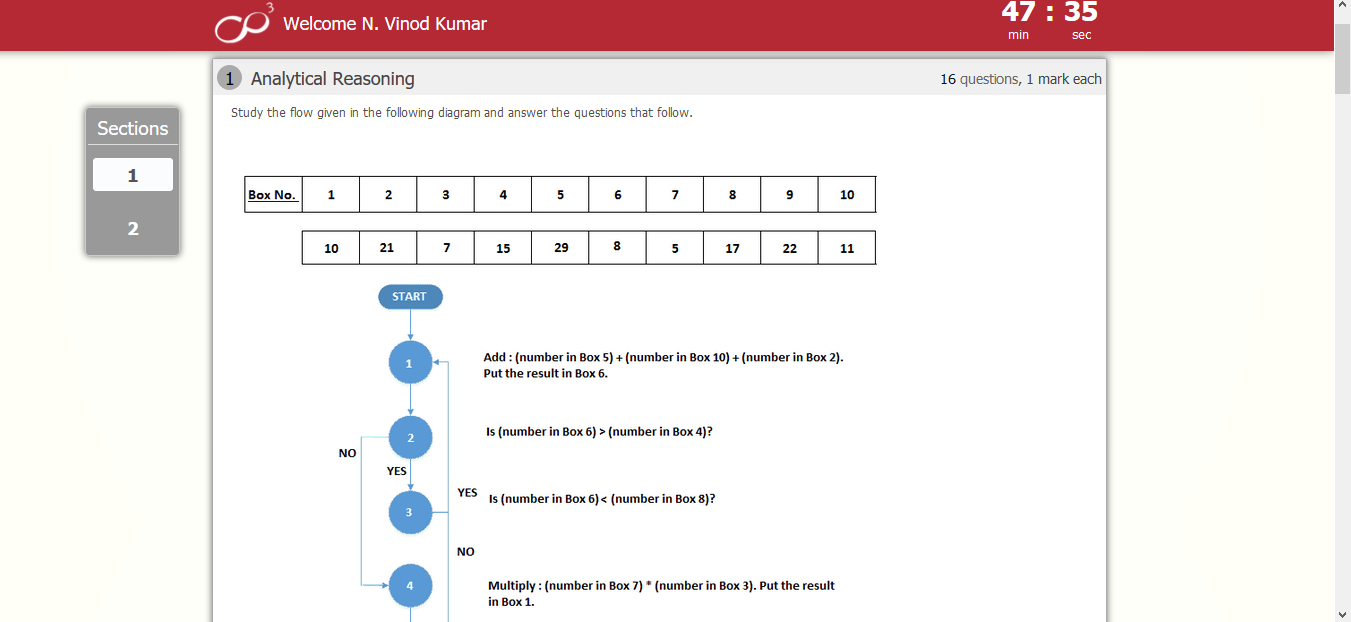 3
Welcome N. Vinod Kumar
47 : 35
min sec
1 Analytical Reasoning
16 questions, 1 mark each
Study the flow given in the following diagram and answer the questions that follow.
Sections
1
2
Box No. 1 2 3 4 5 6 7 8 9 10
10 21 7 15 29 8 5 17 22 11
START
1
Add : (number in Box 5) + (number in Box 10) + (number in Box 2).
Put the result in Box 6.
2
Is (number in Box 6) > (number in Box 4)?
NO
YES
YES
Is (number in Box 6) < (number in Box 8)?
3
NO
4
Multiply : (number in Box 7) * (number in Box 3). Put the result
in Box 1.